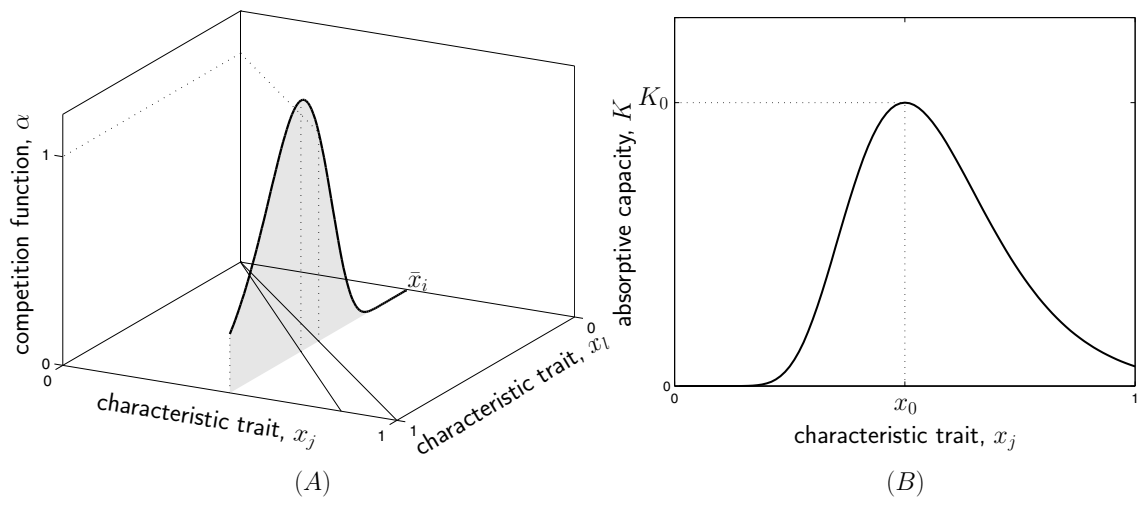 competition function, α
1
0
0
characteristic trait, x_j
1
1
characteristic trait, x_l
0
x̄_i
(A)
absorptive capacity, K
K_0
0
0
x_0
1
characteristic trait, x_j
(B)